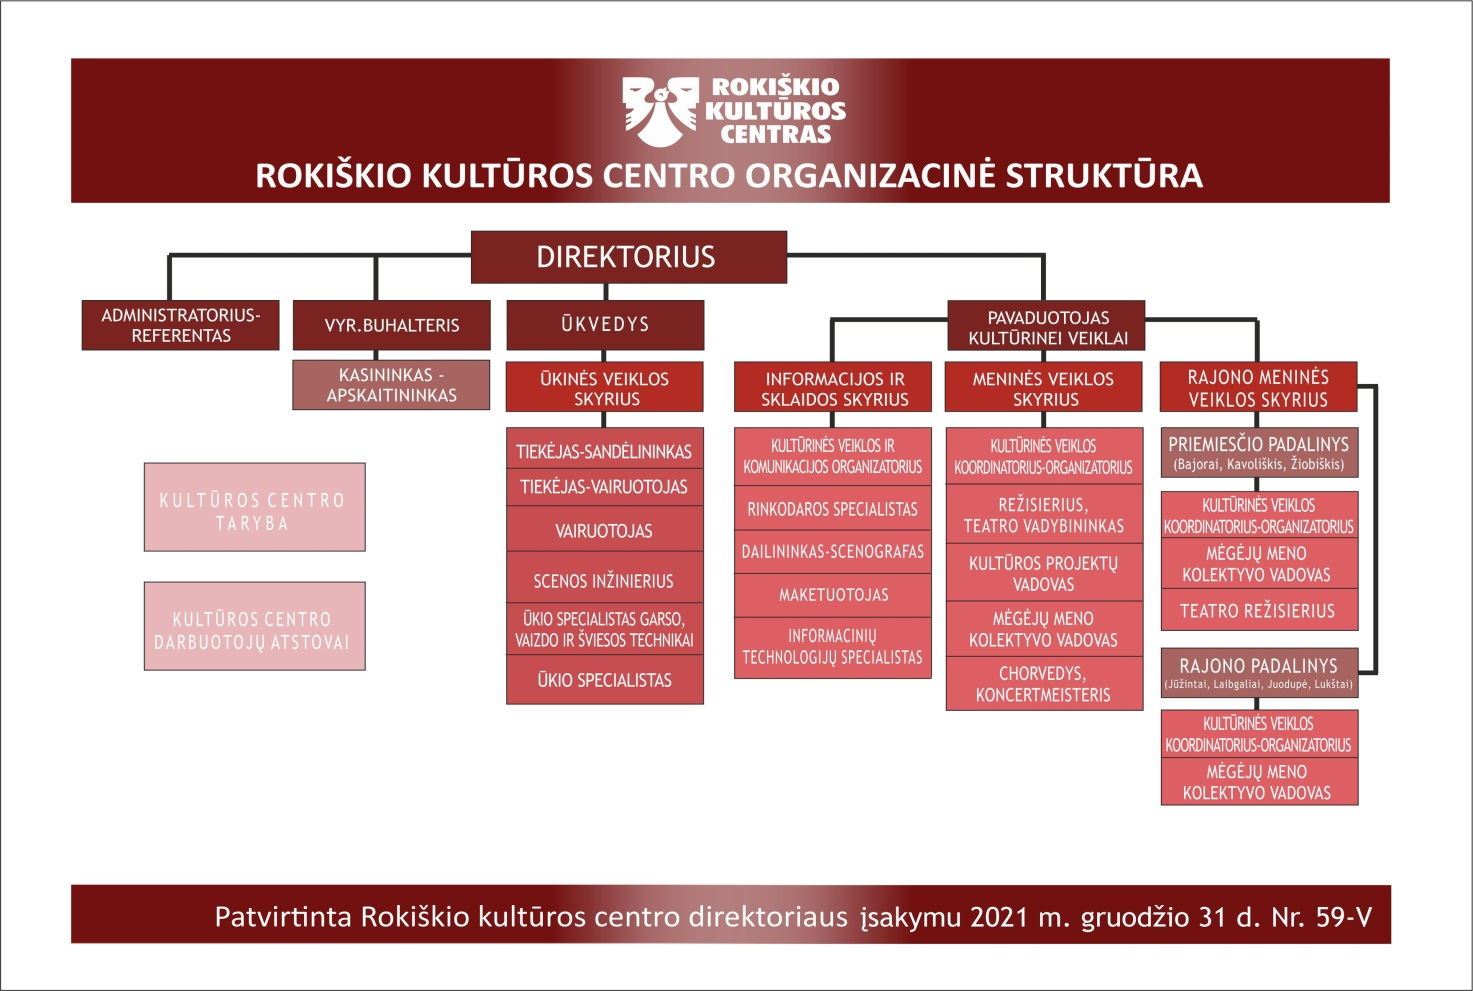 ROKIŠKIO
KULTŪROS
CENTRAS
ROKIŠKIO KULTŪROS CENTRO ORGANIZACINĖ STRUKTŪRA
DIREKTORIUS
ADMINISTRATORIUS-
REFERENTAS
VYR.BUHALTERIS
KASININKAS -
APSKAITININKAS
ŪKVEDYS
ŪKINĖS VEIKLOS
SKYRIUS
TIEKĖJAS-SANDĖLININKAS
TIEKĖJAS-VAIRUOTOJAS
VAIRUOTOJAS
SCENOS INŽINIERIUS
ŪKIO SPECIALISTAS GARSO,
VAIZDO IR ŠVIESOS TECHNIKAI
ŪKIO SPECIALISTAS
PAVADUOTOJAS
KULTŪRINEI VEIKLAI
INFORMACIJOS IR
SKLAIDOS SKYRIUS
KULTŪRINĖS VEIKLOS IR
KOMUNIKACIJOS ORGANIZATORIUS
RINKODAROS SPECIALISTAS
DAILININKAS-SCENOGRAFAS
MAKETUOTOJAS
INFORMACINIŲ
TECHNOLOGIJŲ SPECIALISTAS
MENINĖS VEIKLOS
SKYRIUS
KULTŪRINĖS VEIKLOS
KOORDINATORIUS-ORGANIZATORIUS
REŽISIERIUS,
TEATRO VADYBININKAS
KULTŪROS PROJEKTŲ
VADOVAS
MĖGĖJŲ MENO
KOLEKTYVO VADOVAS
CHORVEDYS,
KONCERTMEISTERIS
RAJONO MENINĖS
VEIKLOS SKYRIUS
PRIEMIESČIO PADALINYS
(Bajorai, Kavoliškis, Žiobiškis)
KULTŪRINĖS VEIKLOS
KOORDINATORIUS-ORGANIZATORIUS
MĖGĖJŲ MENO
KOLEKTYVO VADOVAS
TEATRO REŽISIERIUS
RAJONO PADALINYS
(Jūžintai, Laibgaliai, Juodupė, Lukštai)
KULTŪRINĖS VEIKLOS
KOORDINATORIUS-ORGANIZATORIUS
MĖGĖJŲ MENO
KOLEKTYVO VADOVAS
KULTŪROS CENTRO
TARYBA
KULTŪROS CENTRO
DARBUOTOJŲ ATSTOVAI
Patvirtinta Rokiškio kultūros centro direktoriaus įsakymu 2021 m. gruodžio 31 d. Nr. 59-V